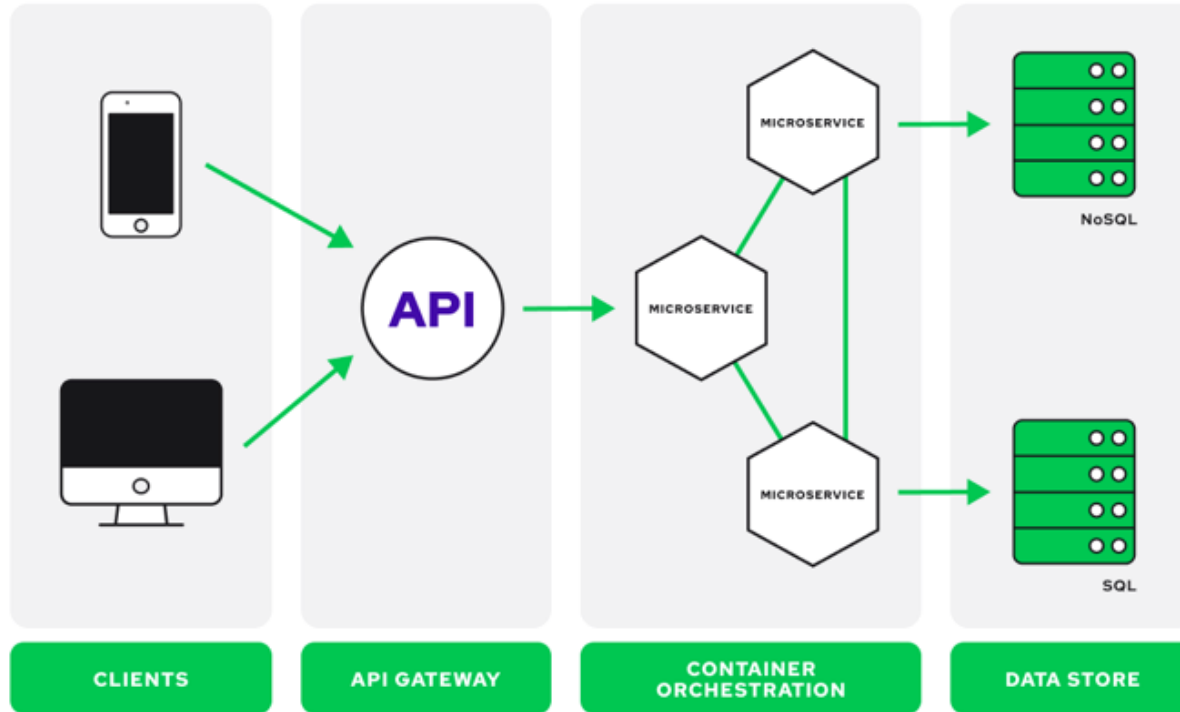 API
MICROSERVICE
MICROSERVICE
MICROSERVICE
NoSQL
SQL
CLIENTS
API GATEWAY
CONTAINER
ORCHESTRATION
DATA STORE